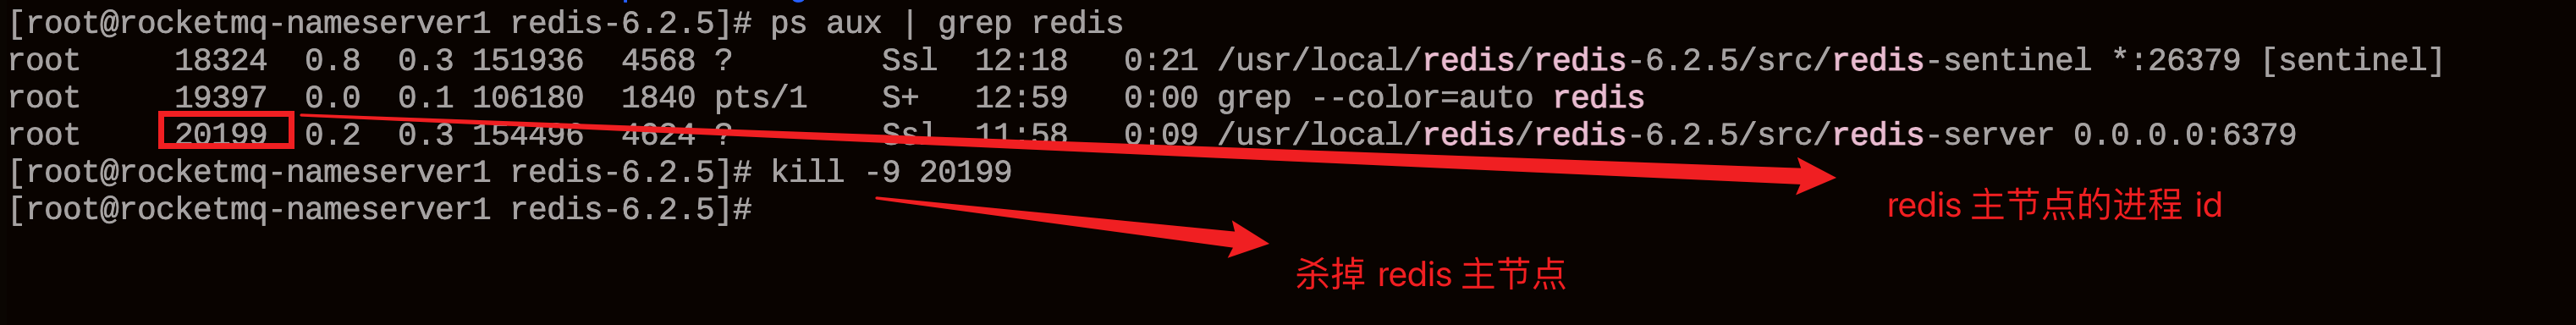 [root@rocketmq-nameserver1 redis-6.2.5]# ps aux | grep redis
root     18324  0.8  0.3 151936  4568 ?        Ssl  12:18   0:21 /usr/local/redis/redis-6.2.5/src/redis-sentinel *:26379 [sentinel]
root     19397  0.0  0.1 106180  1840 pts/1    S+   12:59   0:00 grep --color=auto redis
root     20199  0.2  0.3 154496  4624 ?        Ssl  11:58   0:09 /usr/local/redis/redis-6.2.5/src/redis-server 0.0.0.0:6379
[root@rocketmq-nameserver1 redis-6.2.5]# kill -9 20199
[root@rocketmq-nameserver1 redis-6.2.5]#
redis 主节点的进程 id
杀掉 redis 主节点